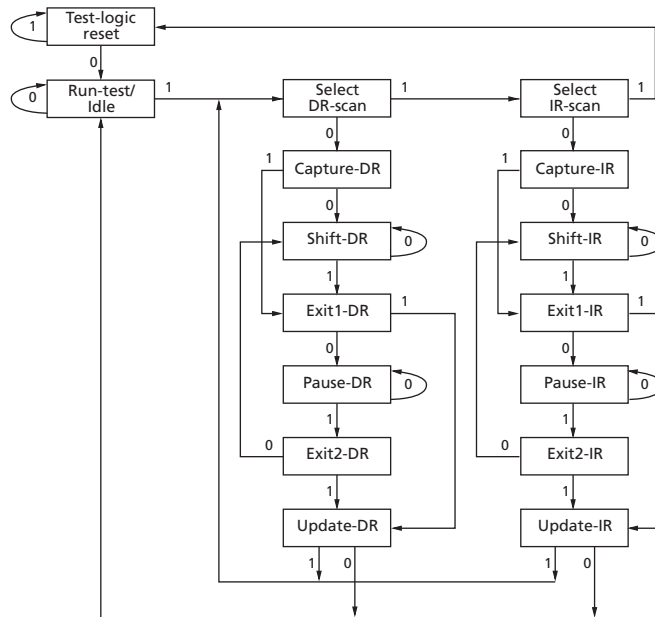 Test-logic
reset
1
0
Run-test/
Idle
0
1
Select
DR-scan
1
Select
IR-scan
1
0
0
1
Capture-DR
1
Capture-IR
0
0
Shift-DR
0
Shift-IR
0
1
1
Exit1-DR
1
Exit1-IR
1
0
0
Pause-DR
0
Pause-IR
0
1
1
0
Exit2-DR
0
Exit2-IR
1
1
Update-DR
Update-IR
1
0
1
0